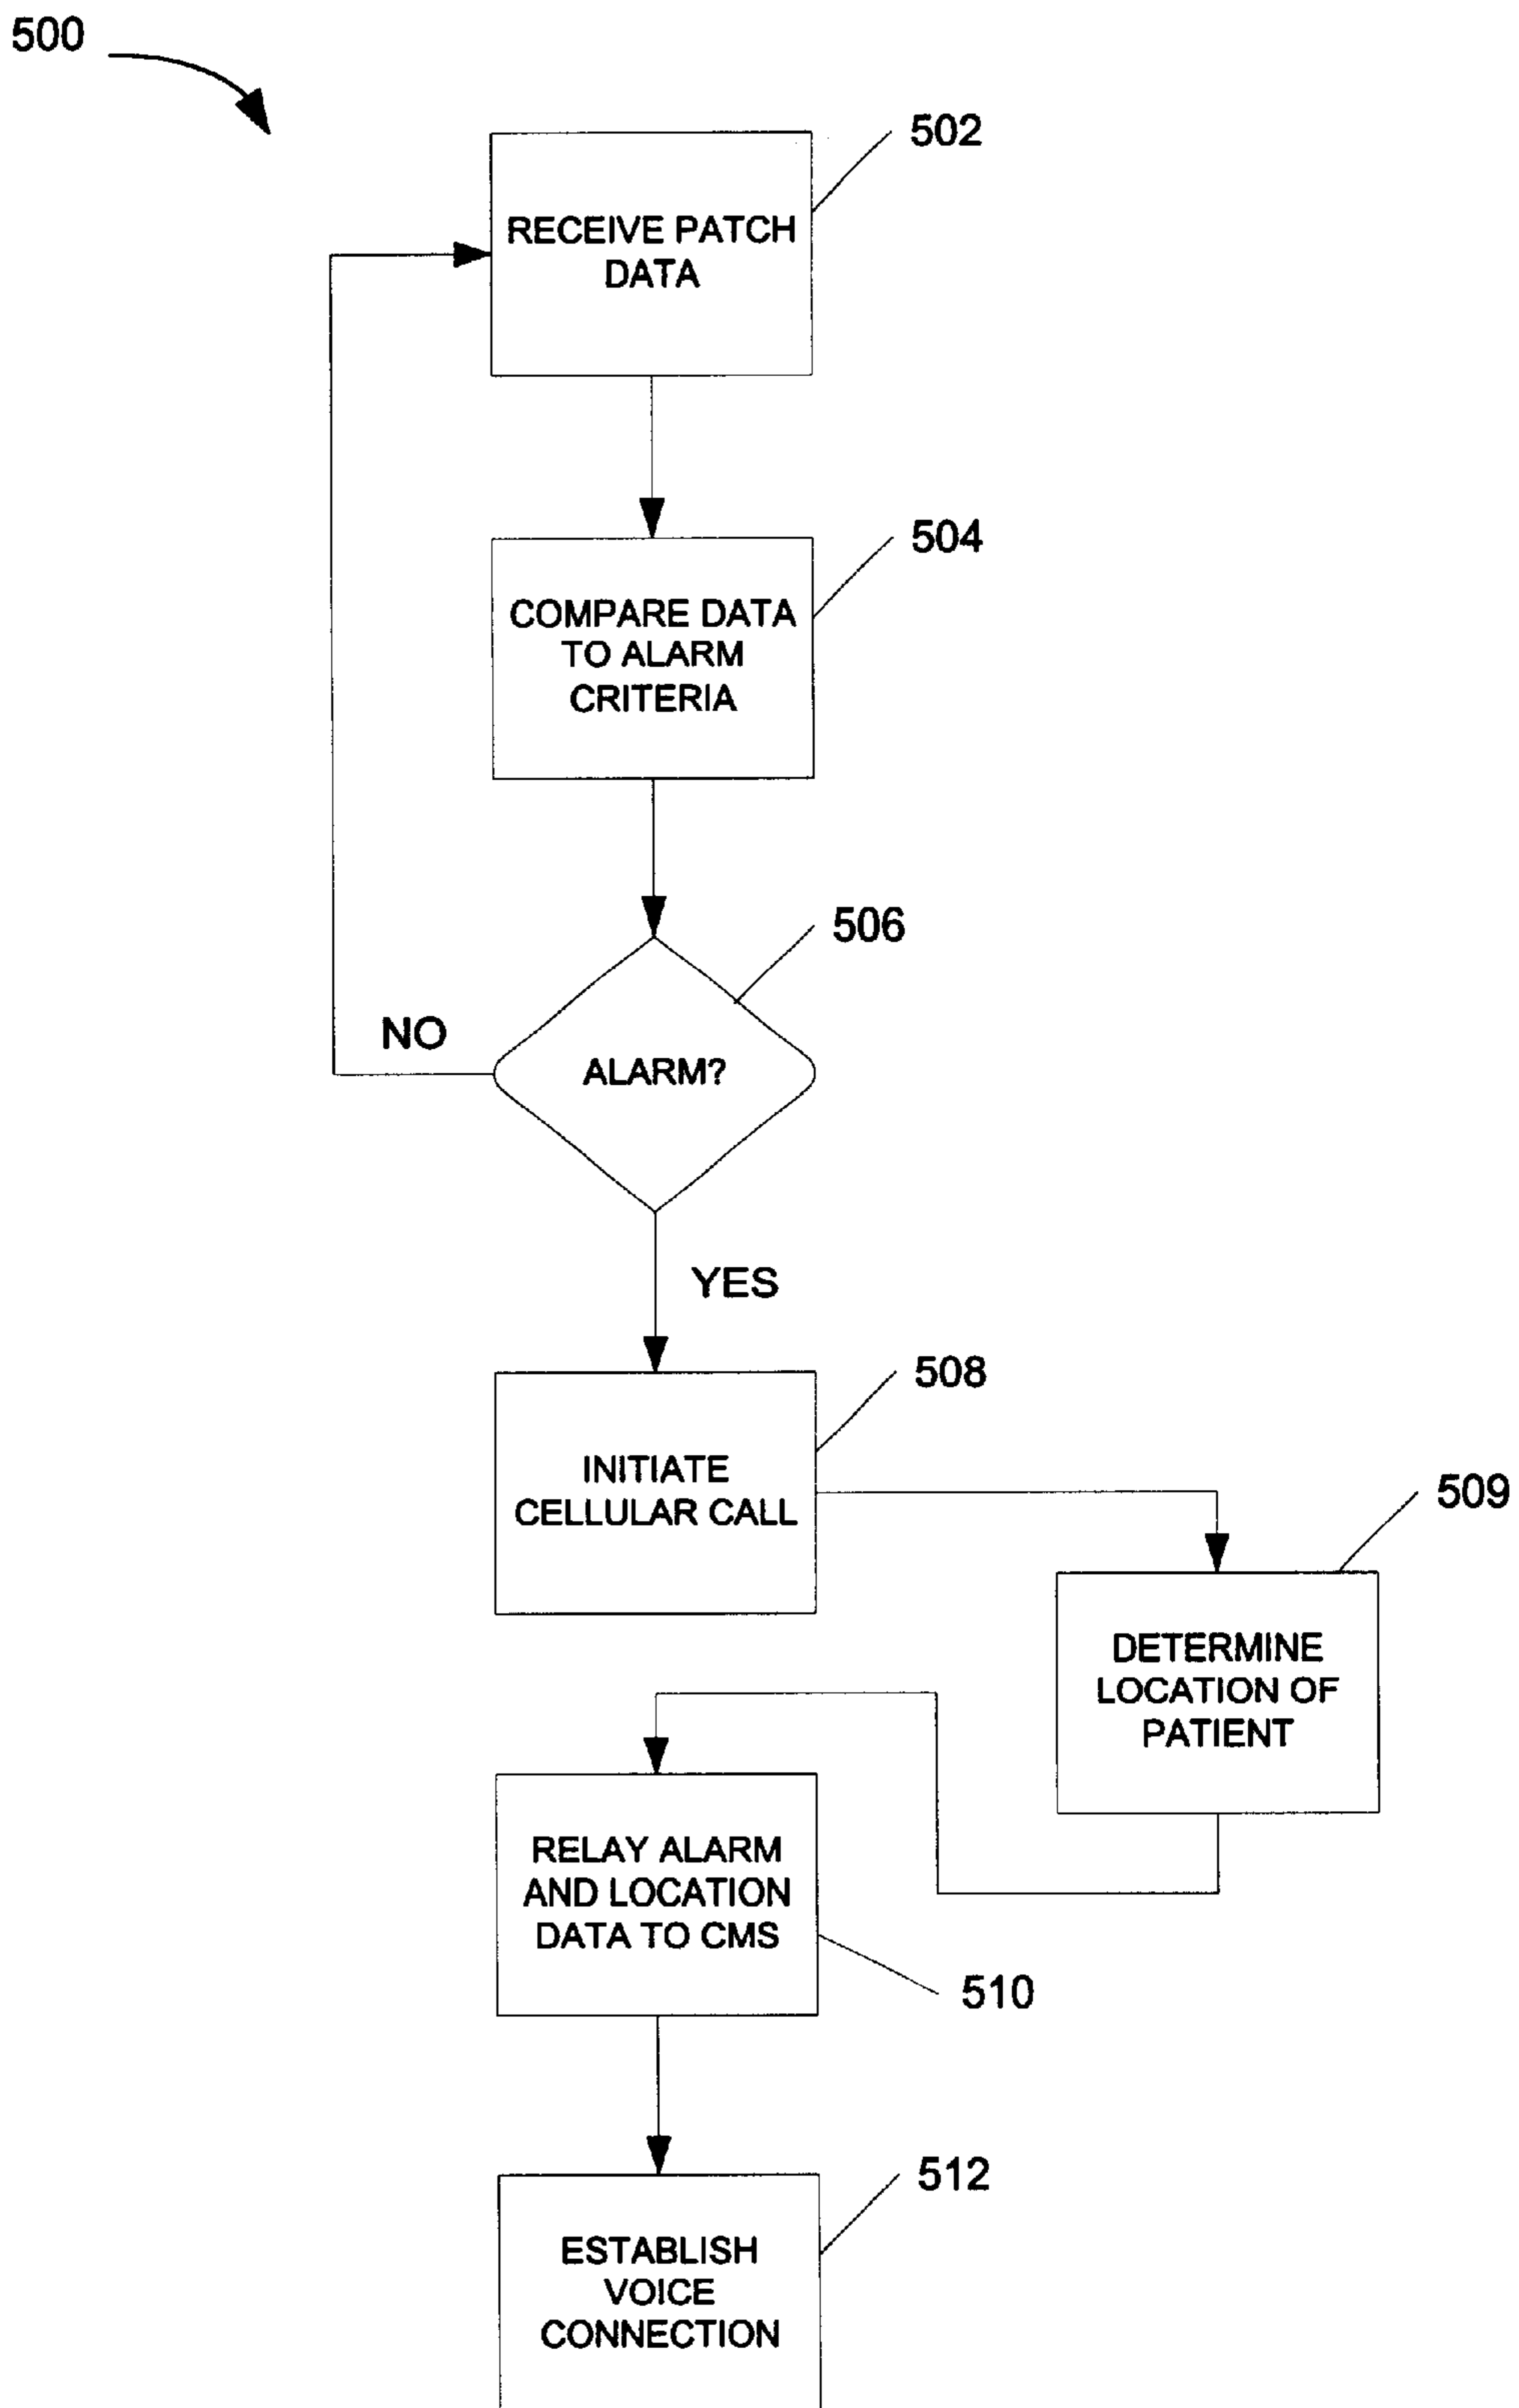 500
502
RECEIVE PATCH
DATA
504
COMPARE DATA
TO ALARM
CRITERIA
506
NO
ALARM?
YES
508
INITIATE
CELLULAR CALL
509
DETERMINE
LOCATION OF
PATIENT
RELAY ALARM
AND LOCATION
DATA TO CMS
510
512
ESTABLISH
VOICE
CONNECTION